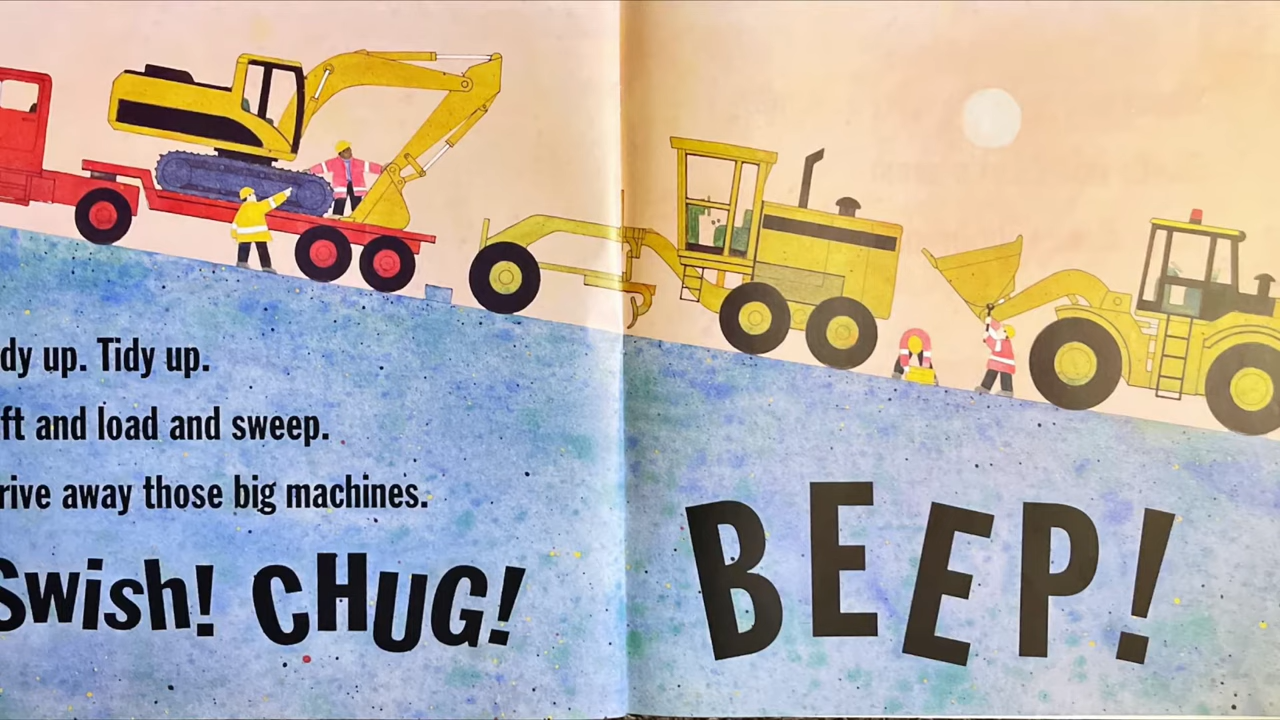 dy up. Tidy up.
ft and load and sweep.
rive away those big machines.
Swish! CHUG!
BEEP!